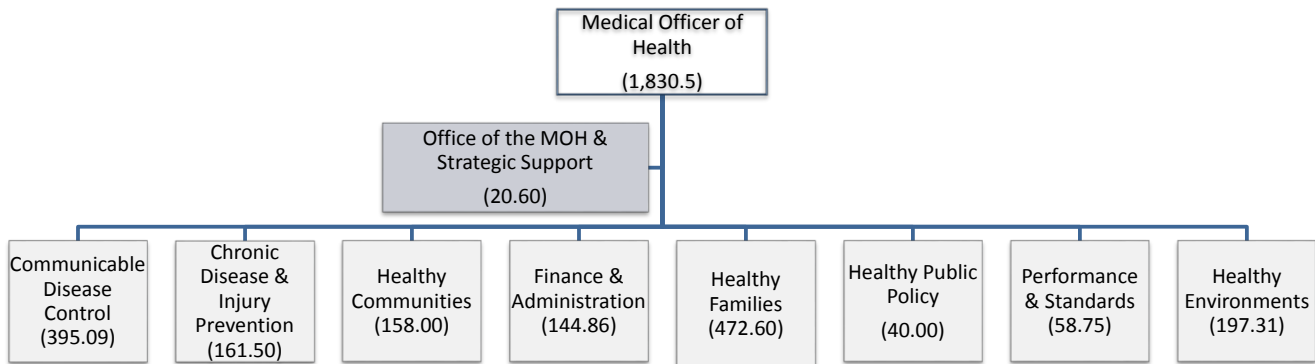 Medical Officer of
Health
(1,830.5)
Office of the MOH &
Strategic Support
(20.60)
Communicable
Disease
Control
(395.09)
Chronic
Disease &
Injury
Prevention
(161.50)
Healthy
Communities
(158.00)
Finance &
Administration
(144.86)
Healthy
Families
(472.60)
Healthy Public
Policy
(40.00)
Performance
& Standards
(58.75)
Healthy
Environments
(197.31)